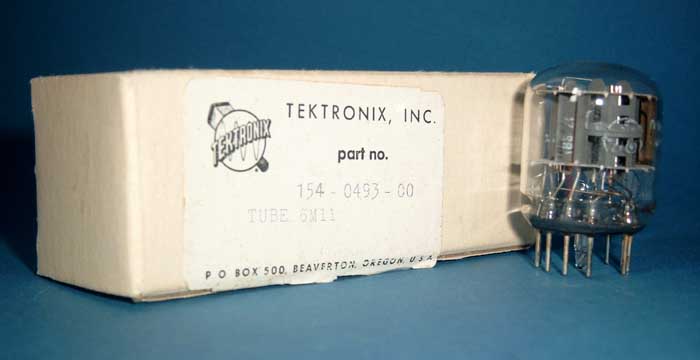 TEKTRONIX
TEKTRONIX, INC.
part no.
154-0493-00
TUBE 6M11
P O BOX 500, BEAVERTON, OREGON, U.S.A.